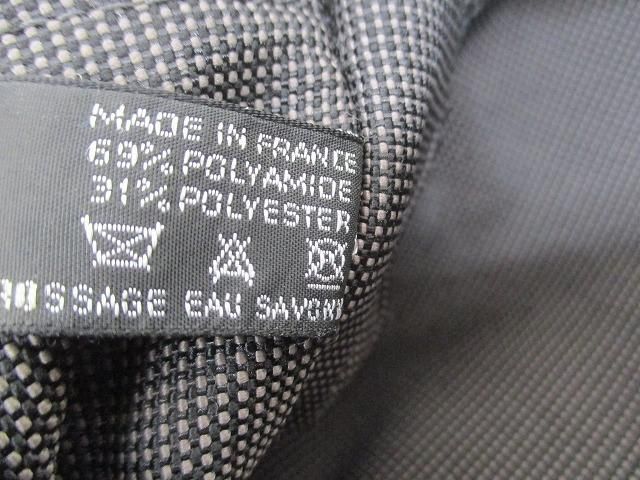 MADE IN FRANCE
69% POLYAMIDE
31% POLYESTER
SSAGE EAU SAVON